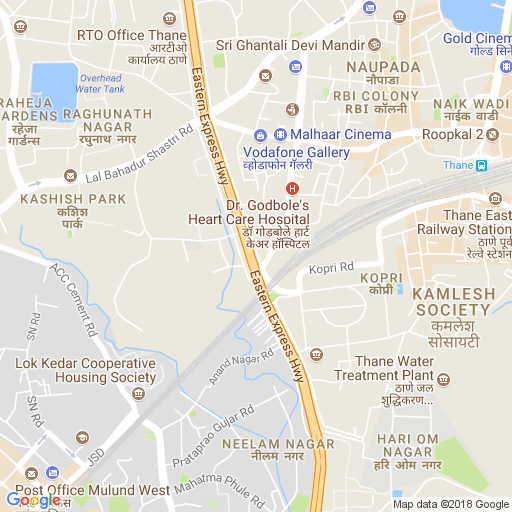 RTO Office Thane
आरटीओ
कार्यालय ठाणे
Sri Ghantali Devi Mandir
Gold Cinem
गोल्ड सिने
NAUPADA
नौपाडा
Overhead
Water Tank
RBI COLONY
RBI कॉलनी
RAHEJA
GARDENS
रहेजा
गार्डन्स
RAGHUNATH
NAGAR
रघुनाथ नगर
NAIK WADI
नाईक वाडी
Eastern Express Hwy
Malhaar Cinema
Roopkal 2
Vodafone Gallery
व्होडाफोन गॅलरी
Lal Bahadur Shastri Rd
Thane
KASHISH PARK
कशिश
पार्क
Dr. Godbole's
Heart Care Hospital
डॉ गोडबोले हार्ट
केअर हॉस्पिटल
Thane East
Railway Station
ठाणे पूर्व
रेल्वे स्टेशन
Kopri Rd
KOPRI
कोप्री
ACC Cement Rd
Eastern Express Hwy
KAMLESH
SOCIETY
कमलेश
सोसायटी
SN Rd
Lok Kedar Cooperative
Housing Society
Anand Nagar Rd
Thane Water
Treatment Plant
ठाणे जल
शुद्धिकरण...
SN Rd
Prataprao Gujar Rd
NEELAM NAGAR
नीलम नगर
HARI OM
NAGAR
हरि ओम नगर
JSD
Post Office Mulund West
Mahatma Phule Rd
Google
Map data ©2018 Google